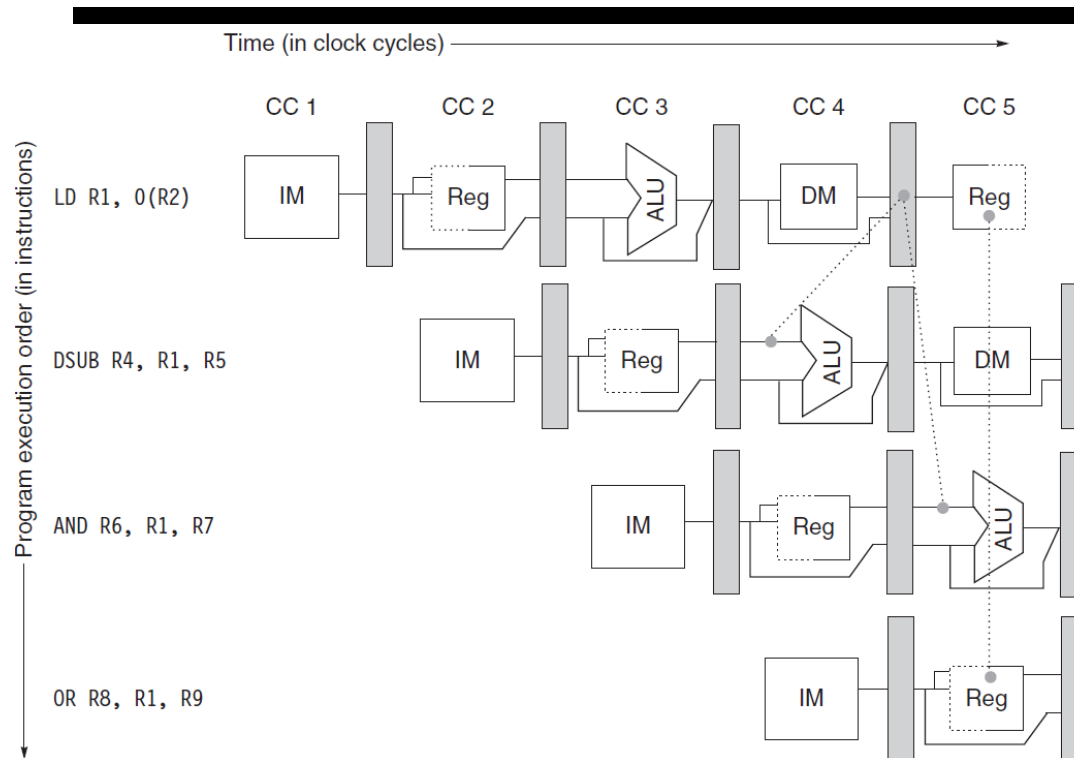 Time (in clock cycles)
CC 1 CC 2 CC 3 CC 4 CC 5
Program execution order (in instructions)
LD R1, 0(R2) IM Reg ALU DM Reg
DSUB R4, R1, R5 IM Reg ALU DM
AND R6, R1, R7 IM Reg ALU
OR R8, R1, R9 IM Reg